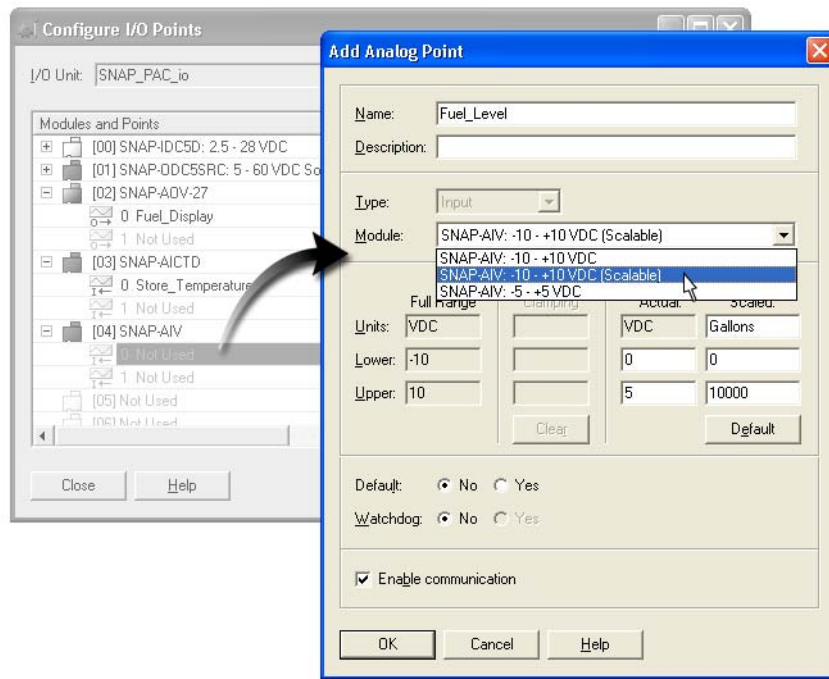 Configure I/O Points
I/O Unit: SNAP_PAC_io
Modules and Points
[00] SNAP-IDC5D: 2.5 - 28 VDC
[01] SNAP-ODC5SRC: 5 - 60 VDC So
[02] SNAP-AOV-27
0 Fuel_Display
1 Not Used
[03] SNAP-AICTD
0 Store_Temperature
1 Not Used
[04] SNAP-AIV
0 Not Used
1 Not Used
[05] Not Used
[06] Not Used
Close
Help
Add Analog Point
Name: Fuel_Level
Description:
Type: Input
Module: SNAP-AIV: -10 - +10 VDC (Scalable)
SNAP-AIV: -10 - +10 VDC
SNAP-AIV: -10 - +10 VDC (Scalable)
SNAP-AIV: -5 - +5 VDC
Full Range Clamping Actual: Scaled:
Units: VDC VDC Gallons
Lower: -10 0 0
Upper: 10 5 10000
Clear Default
Default: No Yes
Watchdog: No Yes
Enable communication
OK Cancel Help